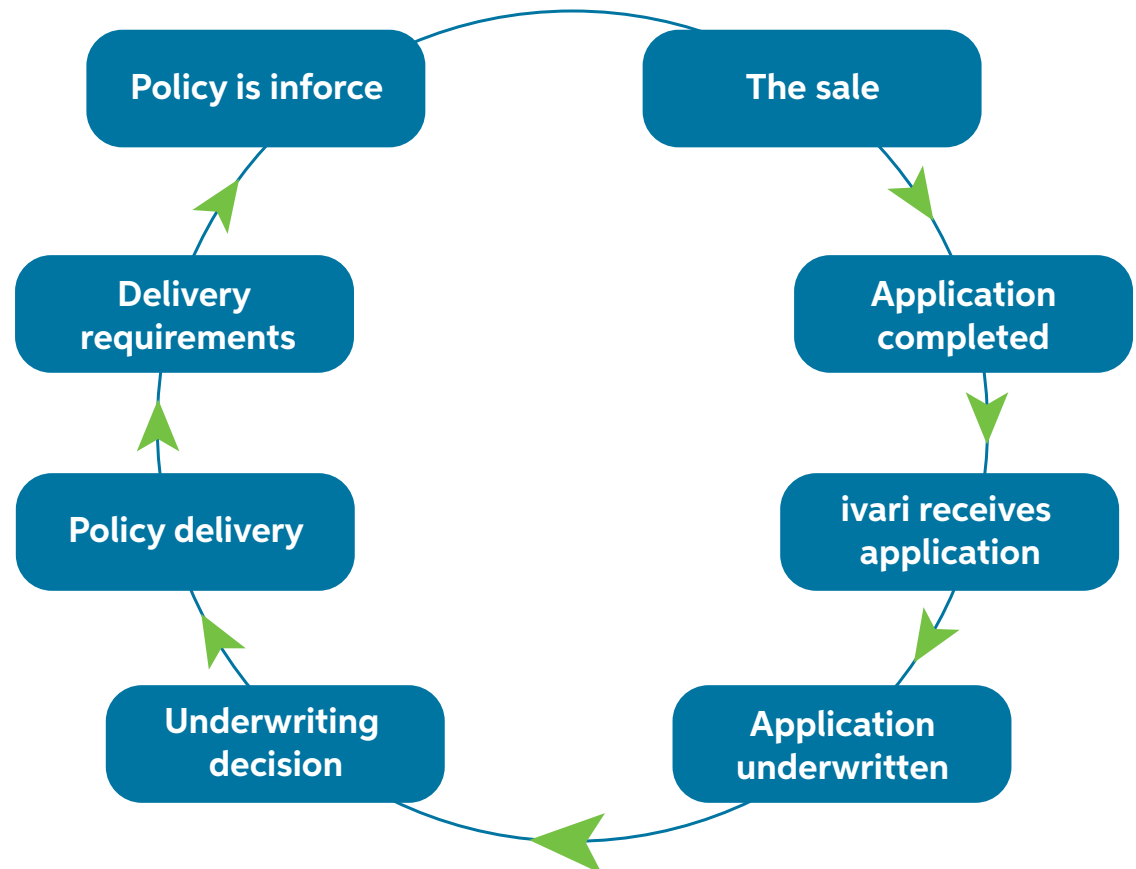 Policy is inforce
The sale
Delivery
requirements
Application
completed
Policy delivery
ivari receives
application
Underwriting
decision
Application
underwritten